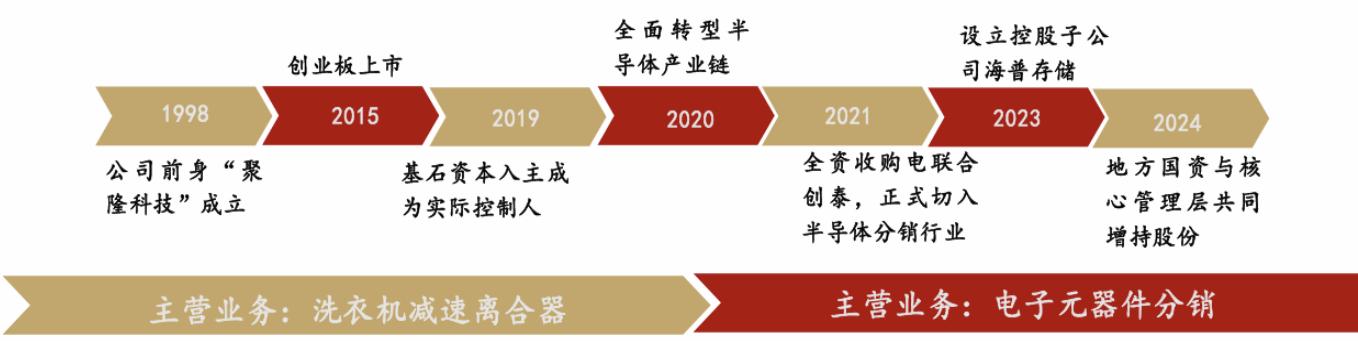 创业板上市
全面转型半
导体产业链
设立控股子公
司海普存储
1998
2015
2019
2020
2021
2023
2024
公司前身“聚
隆科技”成立
基石资本入主成
为实际控制人
全资收购电联合
创泰，正式切入
半导体分销行业
地方国资与核
心管理层共同
增持股份
主营业务：洗衣机减速离合器
主营业务：电子元器件分销